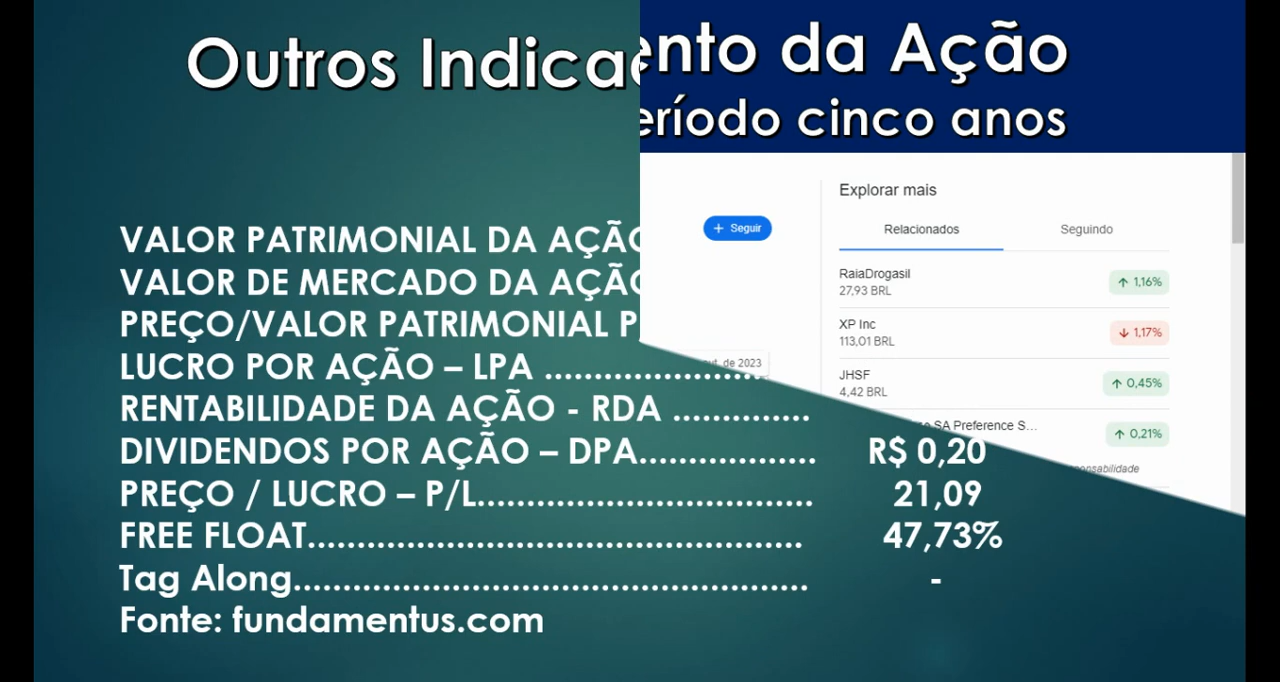 Outros Indica
ento da Ação
eríodo cinco anos
VALOR PATRIMONIAL DA AÇÃO
VALOR DE MERCADO DA AÇÃO
PREÇO/VALOR PATRIMONIAL P
LUCRO POR AÇÃO – LPA .....................
RENTABILIDADE DA AÇÃO - RDA ..............
DIVIDENDOS POR AÇÃO – DPA.................. R$ 0,20
PREÇO / LUCRO – P/L.................................. 21,09
FREE FLOAT.................................................. 47,73%
Tag Along.................................................... -
Fonte: fundamentus.com
+ Seguir
out. de 2023
Explorar mais
Relacionados Seguindo
RaiaDrogasil
27,93 BRL
↑ 1,16%
XP Inc
113,01 BRL
↓ 1,17%
JHSF
4,42 BRL
↑ 0,45%
SA Preference S...
↑ 0,21%